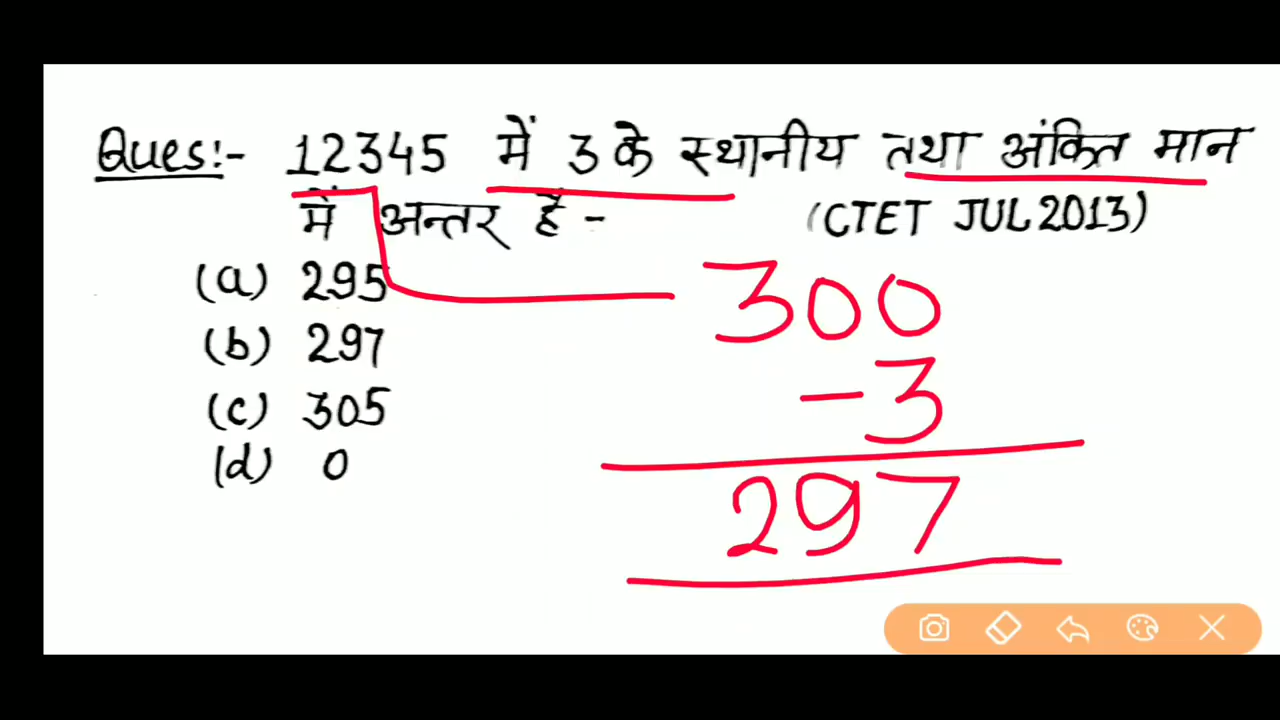 Ques:- 12345 में 3 के स्थानीय तथा अंकित मान
में अन्तर है -
(CTET JUL 2013)
(a) 295
(b) 297
(c) 305
(d) 0
300
-3
297